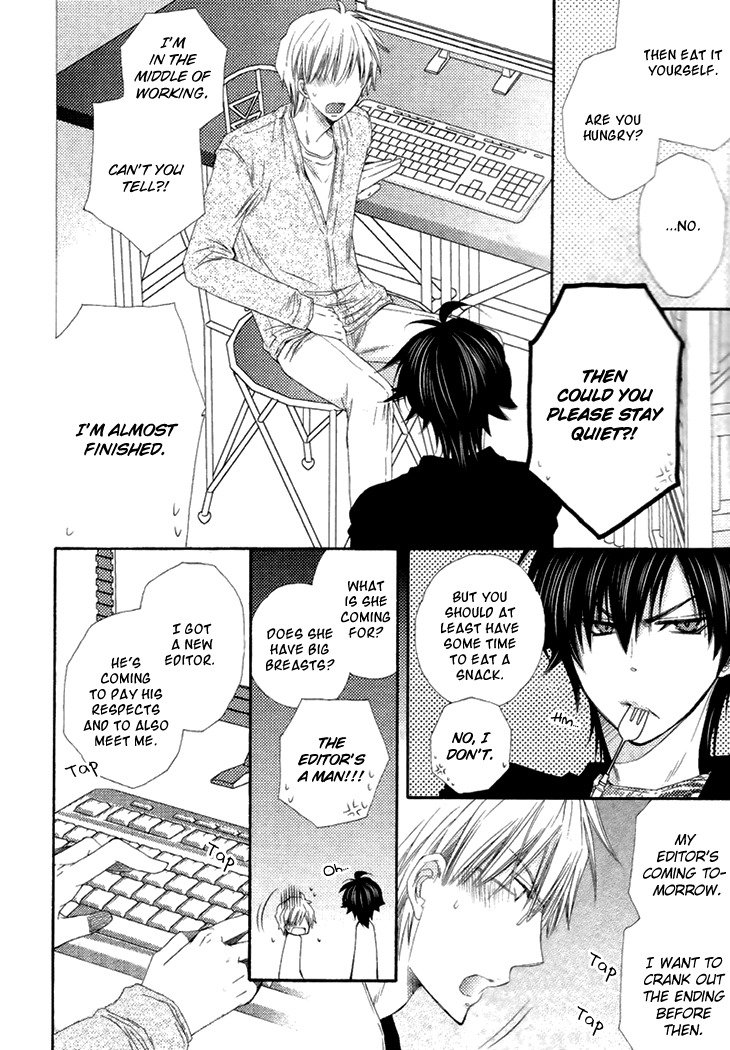 THEN EAT IT
YOURSELF.
ARE YOU
HUNGRY?
...NO.
I'M
IN THE
MIDDLE OF
WORKING.
CAN'T YOU
TELL?!
THEN
COULD YOU
PLEASE STAY
QUIET?!
I'M ALMOST
FINISHED.
BUT YOU
SHOULD AT
LEAST HAVE
SOME TIME
TO EAT A
SNACK.
HM...
NO, I
DON'T.
MY
EDITOR'S
COMING TO-
MORROW.
I WANT TO
CRANK OUT
THE ENDING
BEFORE
THEN.
TAP
TAP
WHAT
IS SHE
COMING
FOR?
DOES SHE
HAVE BIG
BREASTS?
THE
EDITOR'S
A MAN!!!
Oh...
I GOT
A NEW
EDITOR.
HE'S
COMING
TO PAY HIS
RESPECTS
AND TO ALSO
MEET ME.
TAP
TAP